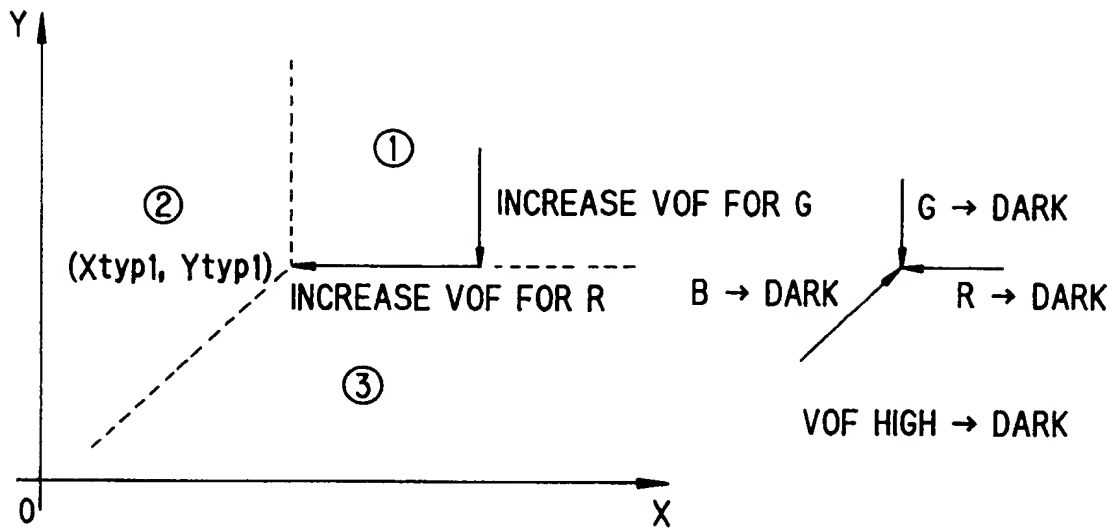 Y
①
②
INCREASE VOF FOR G
G → DARK
(Xtyp1, Ytyp1)
INCREASE VOF FOR R
B → DARK
R → DARK
③
VOF HIGH → DARK
0
X